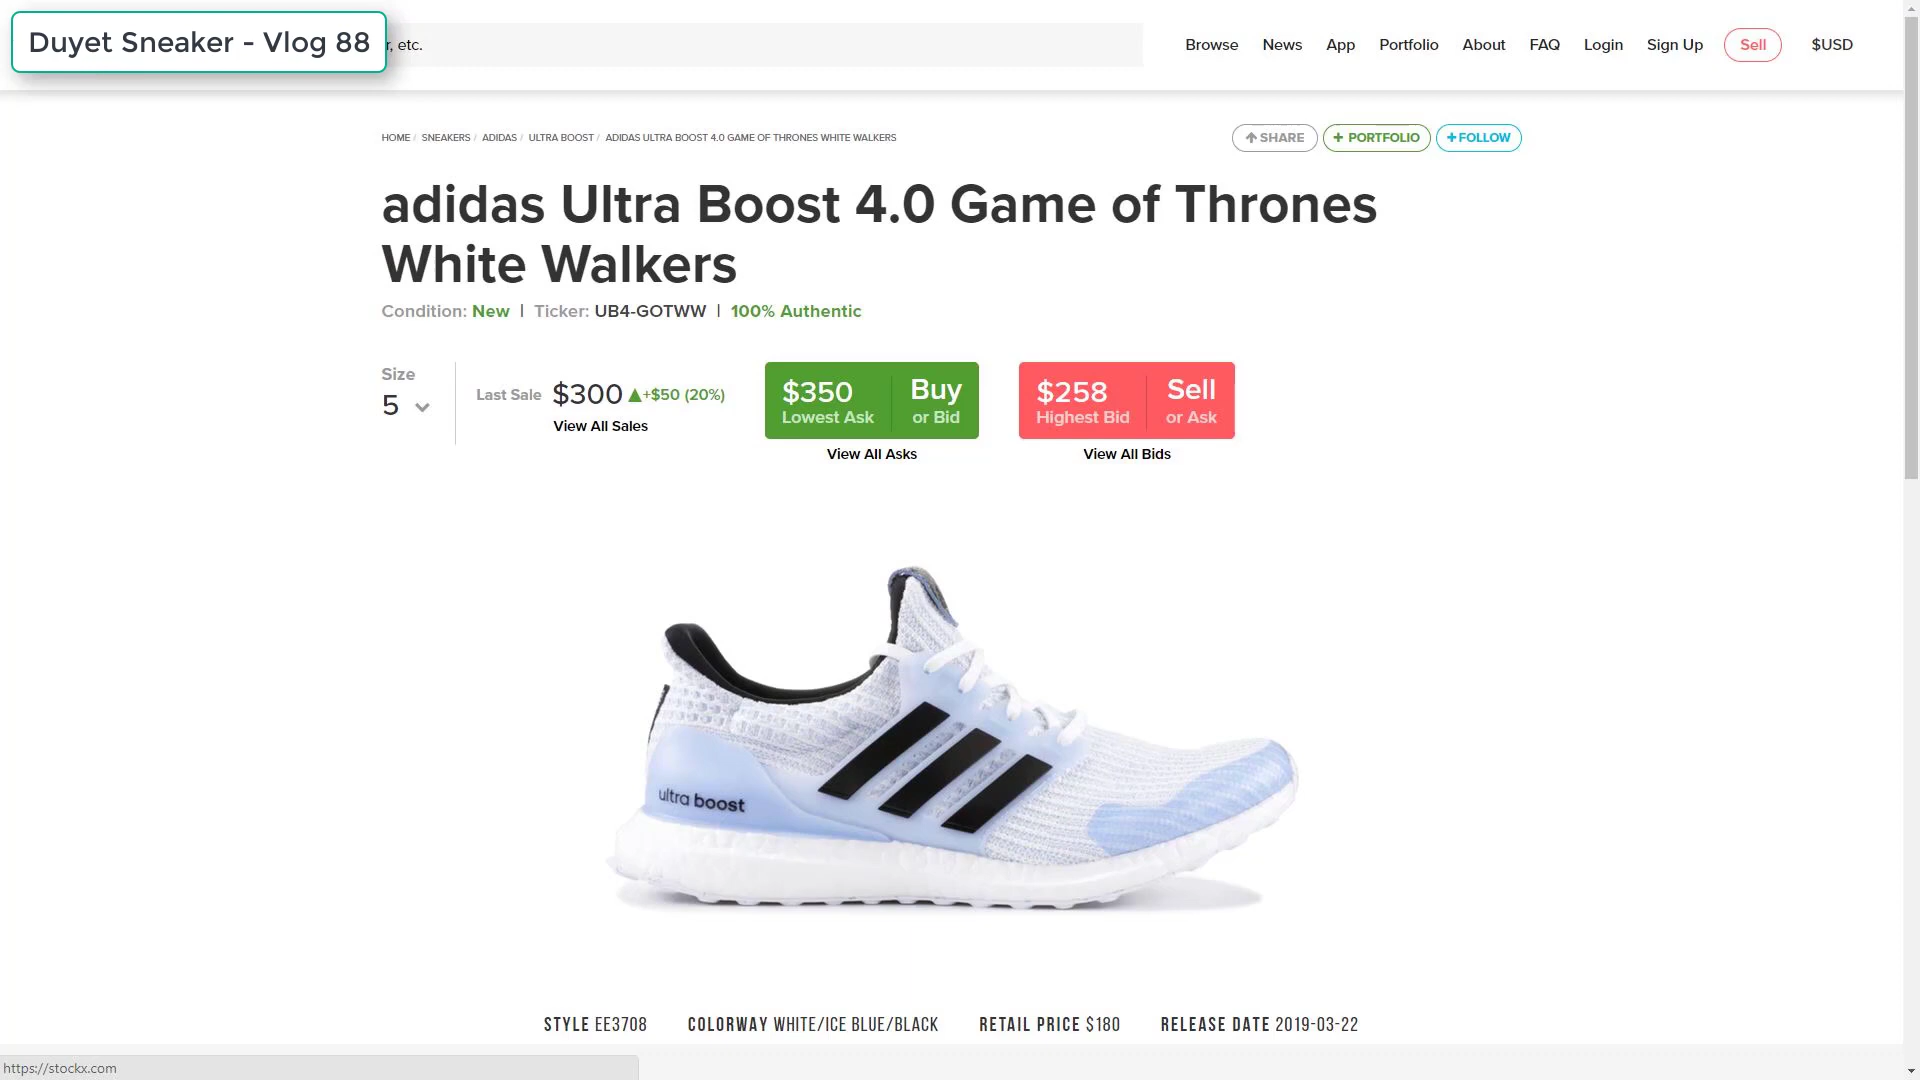 Duyet Sneaker - Vlog 88
r, etc.
Browse News App Portfolio About FAQ Login Sign Up Sell $USD
HOME / SNEAKERS / ADIDAS / ULTRA BOOST / ADIDAS ULTRA BOOST 4.0 GAME OF THRONES WHITE WALKERS
SHARE + PORTFOLIO +FOLLOW
adidas Ultra Boost 4.0 Game of Thrones
White Walkers
Condition: New | Ticker: UB4-GOTWW | 100% Authentic
Size
5
Last Sale $300 ▲+$50 (20%)
View All Sales
$350 Buy
Lowest Ask or Bid
View All Asks
$258 Sell
Highest Bid or Ask
View All Bids
ultra boost
STYLE EE3708 COLORWAY WHITE/ICE BLUE/BLACK RETAIL PRICE $180 RELEASE DATE 2019-03-22
https://stockx.com